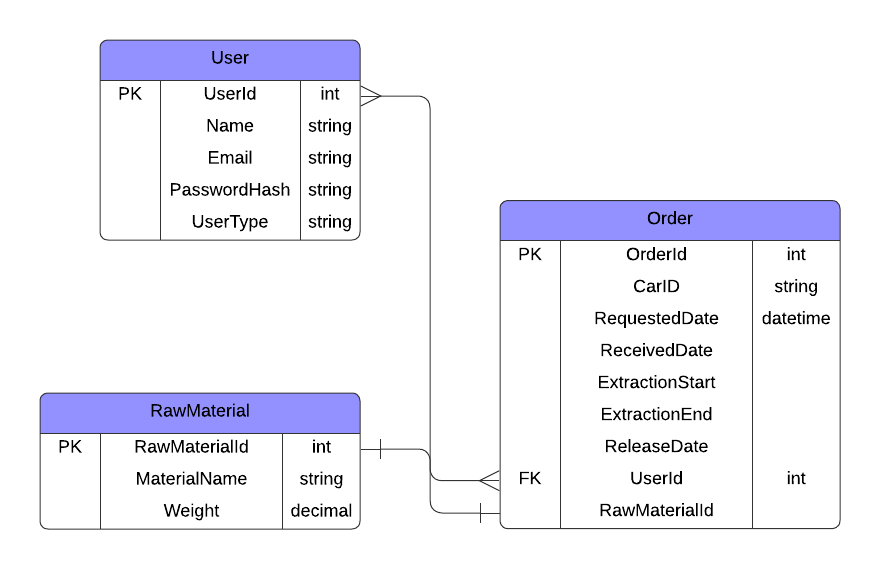 User
PK UserId int
Name string
Email string
PasswordHash string
UserType string
Order
PK OrderId int
CarID string
RequestedDate datetime
ReceivedDate
ExtractionStart
ExtractionEnd
ReleaseDate
FK UserId int
RawMaterialId
RawMaterial
PK RawMaterialId int
MaterialName string
Weight decimal